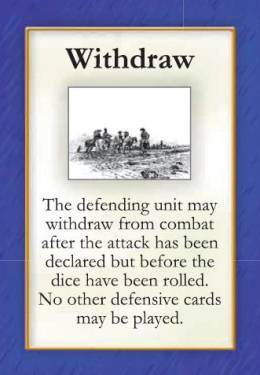 Withdraw
The defending unit may
withdraw from combat
after the attack has been
declared but before the
dice have been rolled.
No other defensive cards
may be played.